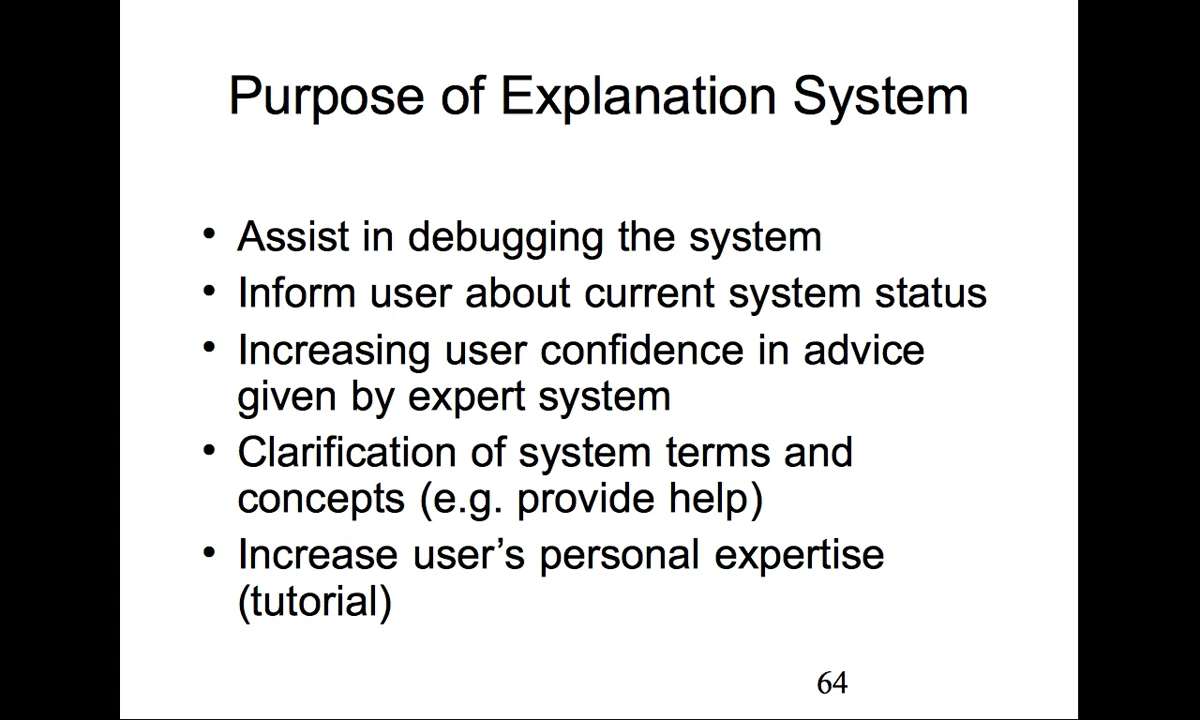 Purpose of Explanation System
• Assist in debugging the system
• Inform user about current system status
• Increasing user confidence in advice
given by expert system
• Clarification of system terms and
concepts (e.g. provide help)
• Increase user’s personal expertise
(tutorial)
64